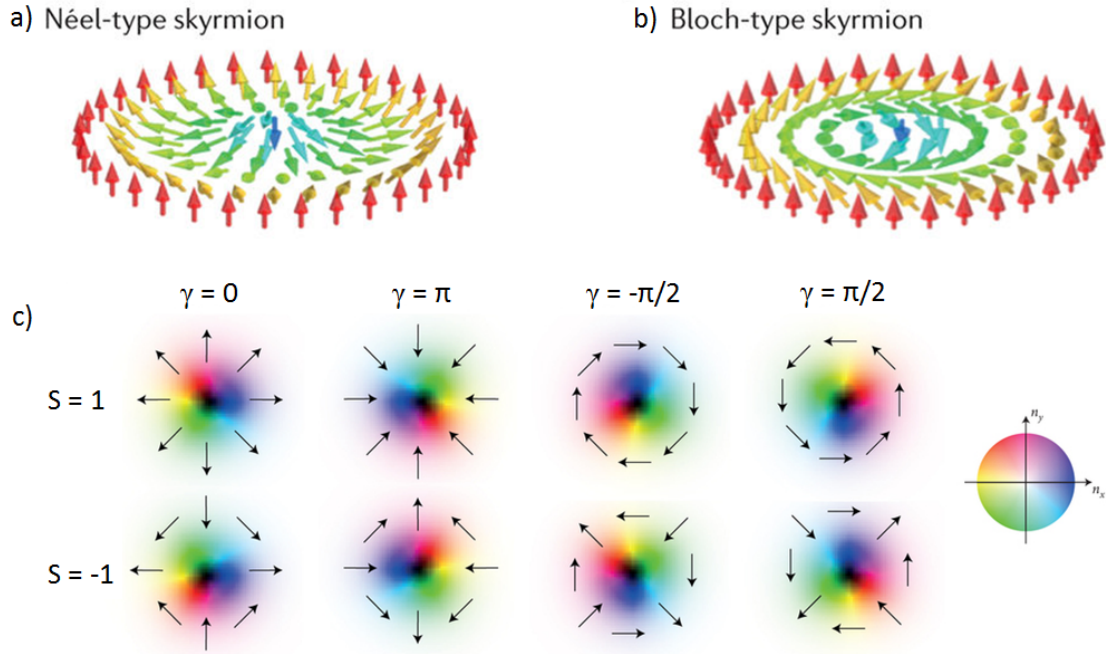 a) Néel-type skyrmion
b) Bloch-type skyrmion
c)
γ = 0
γ = π
γ = -π/2
γ = π/2
S = 1
S = -1
n_y
n_x